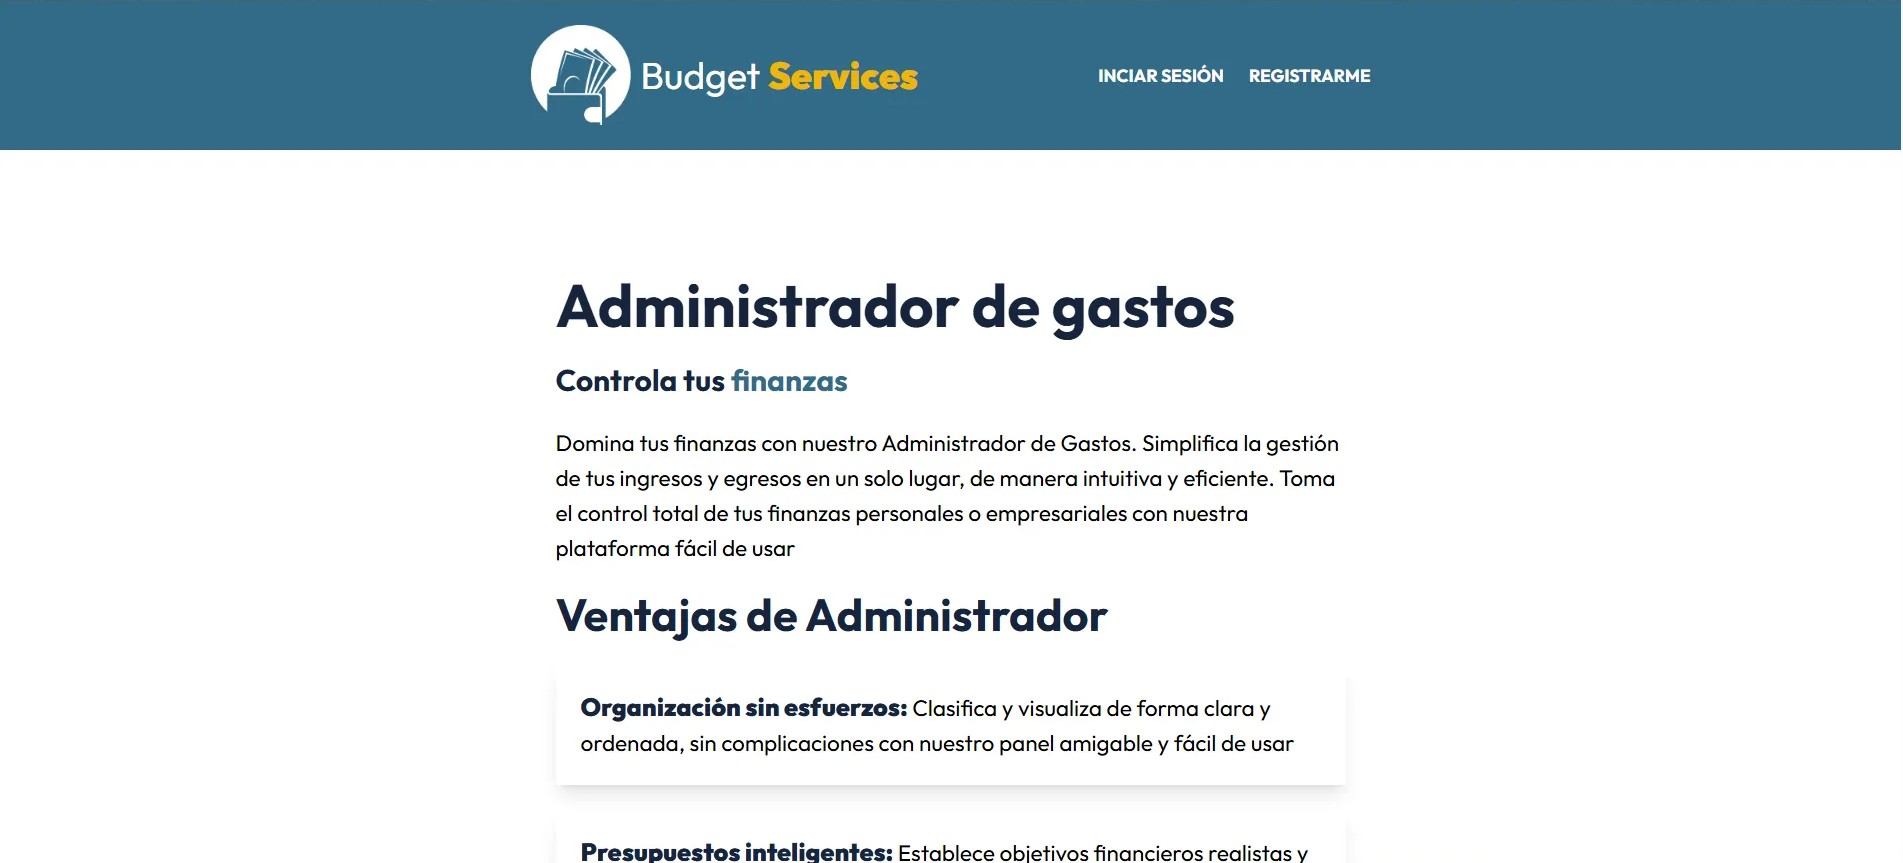 Budget Services
INCIAR SESIÓN
REGISTRARME
Administrador de gastos
Controla tus finanzas
Domina tus finanzas con nuestro Administrador de Gastos. Simplifica la gestión
de tus ingresos y egresos en un solo lugar, de manera intuitiva y eficiente. Toma
el control total de tus finanzas personales o empresariales con nuestra
plataforma fácil de usar
Ventajas de Administrador
Organización sin esfuerzos: Clasifica y visualiza de forma clara y
ordenada, sin complicaciones con nuestro panel amigable y fácil de usar
Presupuestos inteligentes: Establece objetivos financieros realistas y